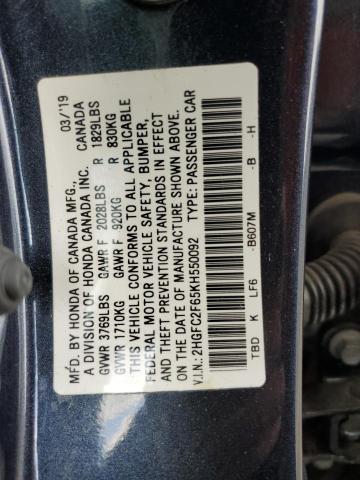 MFD. BY HONDA OF CANADA MFG., 03/'19
A DIVISION OF HONDA CANADA INC. CANADA
GVWR 3769LBS GAWR F 2028LBS R 1829LBS
GVWR 1710KG GAWR F 920KG R 830KG
THIS VEHICLE CONFORMS TO ALL APPLICABLE
FEDERAL MOTOR VEHICLE SAFETY, BUMPER,
AND THEFT PREVENTION STANDARDS IN EFFECT
ON THE DATE OF MANUFACTURE SHOWN ABOVE.
V.I.N.: 2HGFC2F65KH550092 TYPE: PASSENGER CAR
TBD K LF6 -B607M -B -H